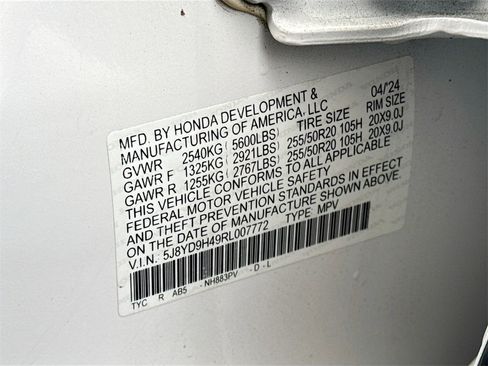 MFD. BY HONDA DEVELOPMENT & 04/'24
MANUFACTURING OF AMERICA, LLC TIRE SIZE RIM SIZE
GVWR 2540KG(5600LBS)
GAWR F 1325KG(2921LBS) 255/50R20 105H 20X9.0J
GAWR R 1255KG(2767LBS) 255/50R20 105H 20X9.0J
THIS VEHICLE CONFORMS TO ALL APPLICABLE
FEDERAL MOTOR VEHICLE SAFETY
AND THEFT PREVENTION STANDARDS IN EFFECT
ON THE DATE OF MANUFACTURE SHOWN ABOVE.
V.I.N. 5J8YD9H49RL007772 TYPE: MPV
TYC R AB5 -NH883PV -D-L